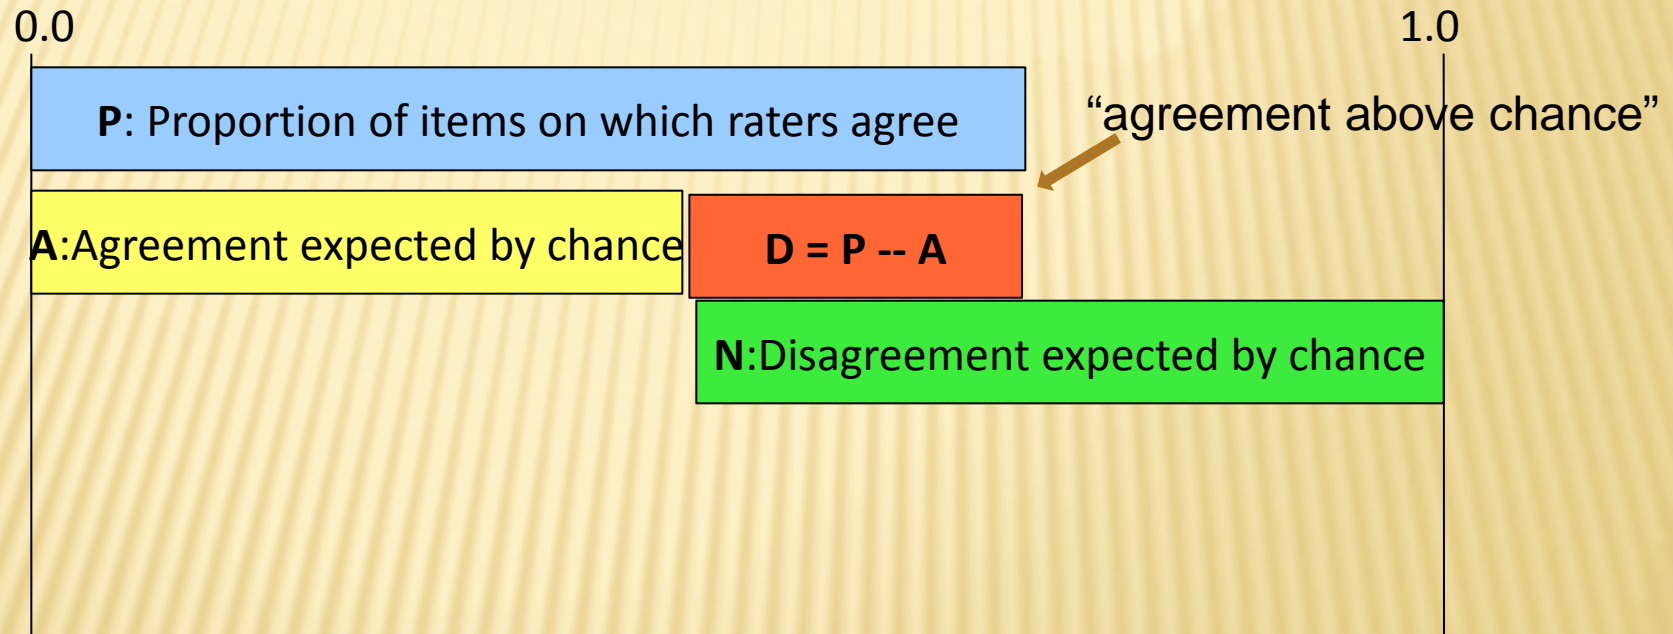 0.0
1.0
P: Proportion of items on which raters agree
“agreement above chance”
A:Agreement expected by chance
D = P -- A
N:Disagreement expected by chance